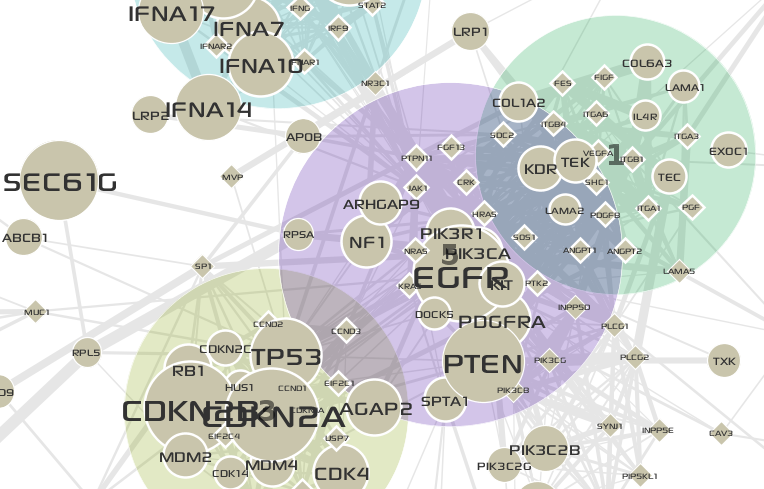 IFNA17
IFNG
STAT2
IFNA7
IRF9
LRP1
IFNAR2
IFNA10
COL6A3
NR3C1
FES
FIGF
LAMA1
LRP2
IFNA14
COL1A2
ITGA6
IL4R
ITGB4
APOB
SDC2
ITGA3
FGF13
VEGFA
1
EXOC1
PTPN11
ITGB1
KDR
TEK
SEC61G
MVP
JAK1
CRK
SHC1
TEC
ARHGAP9
HRAS
LAMA2
PDGFB
ITGA1
PGF
ABCB1
RPSA
NF1
PIK3R1
SOS1
NRAS
5
PIK3CA
ANGPT1
ANGPT2
SP1
EGFR
KIT
PTK2
LAMA5
KRAS
MUC1
DOCK5
INPP5D
CCND2
CCND3
PDGFRA
PLCG1
RPL5
CDKN2C
TP53
PTEN
PIK3CG
PLCG2
TXK
RB1
HUS1
CCND1
EIF2C1
PIK3CB
CDKN2B
3
CDKN2A
AGAP2
SPTA1
EIF2C4
USP7
SYNJ1
INPP5E
CAV3
MDM2
PIK3C2B
CDK14
MDM4
CDK4
PIK3C2G
PIP5KL1